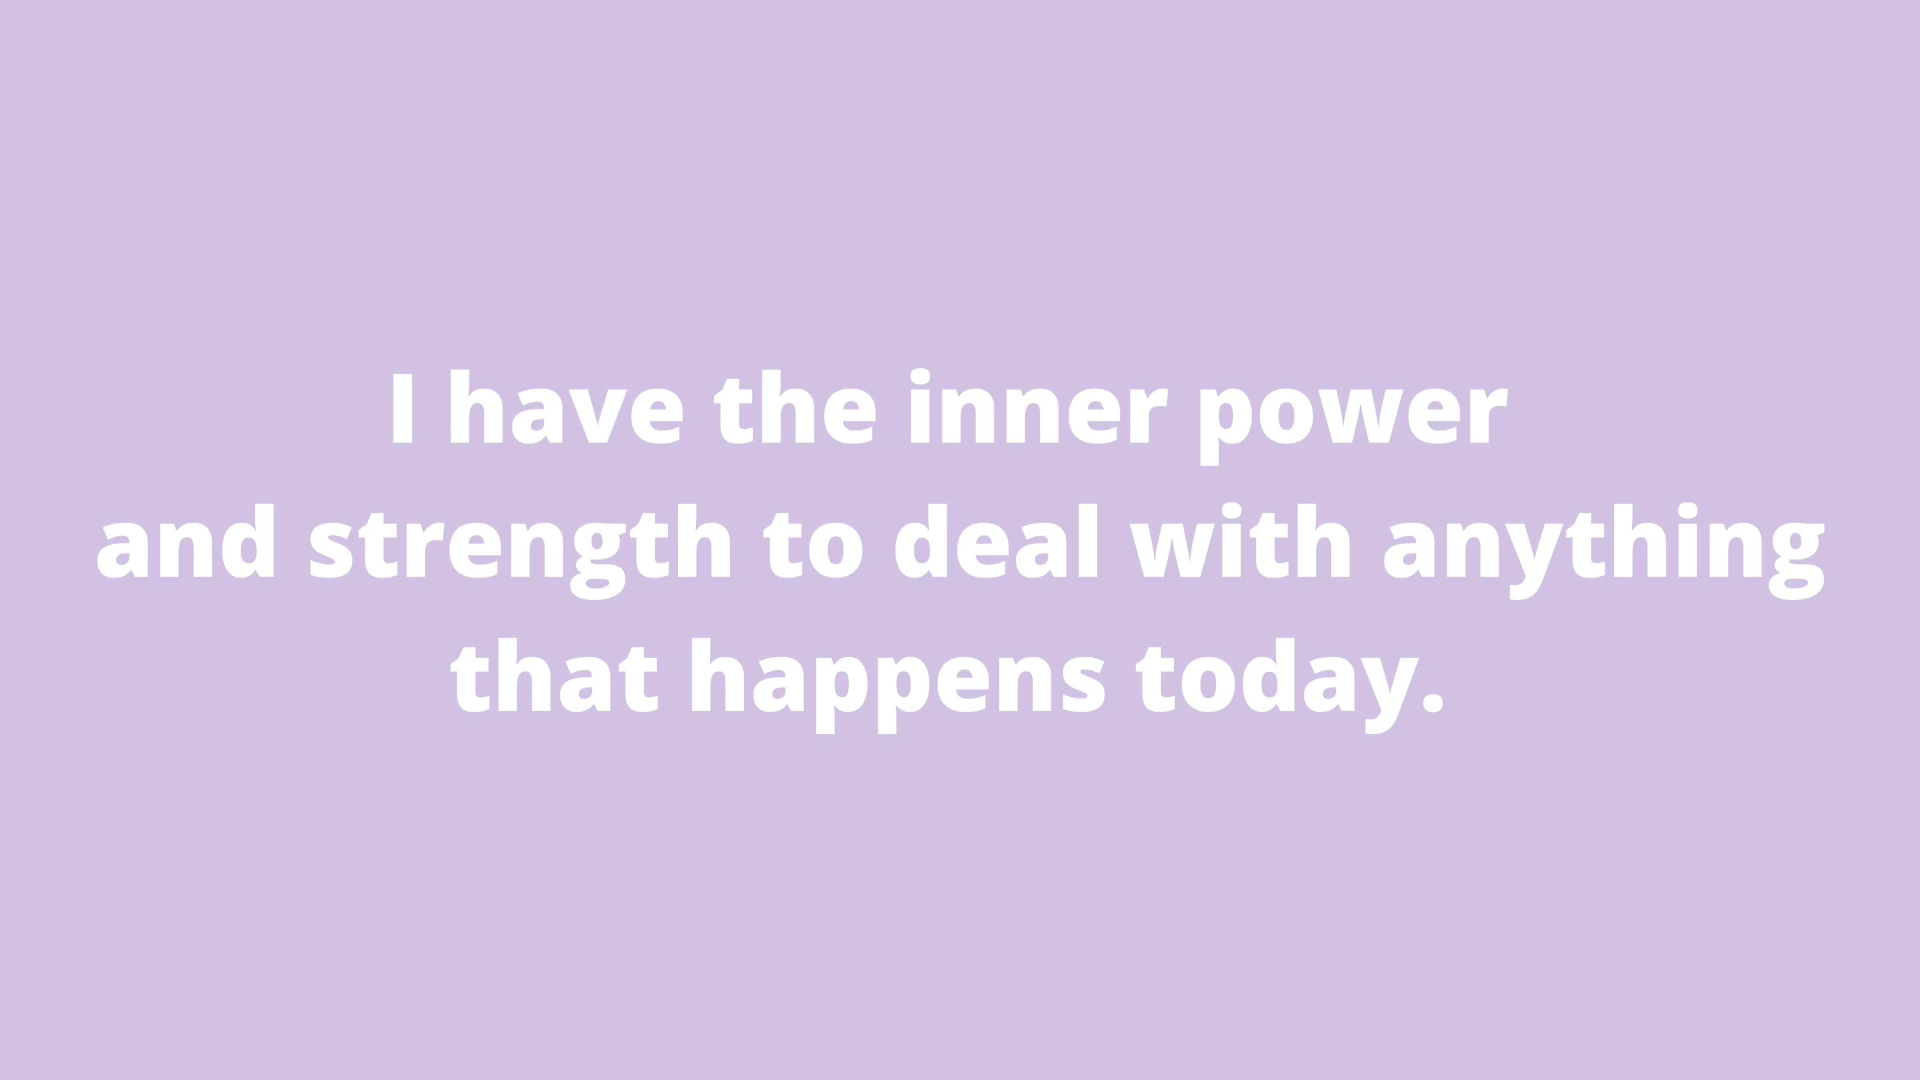 I have the inner power
and strength to deal with anything
that happens today.